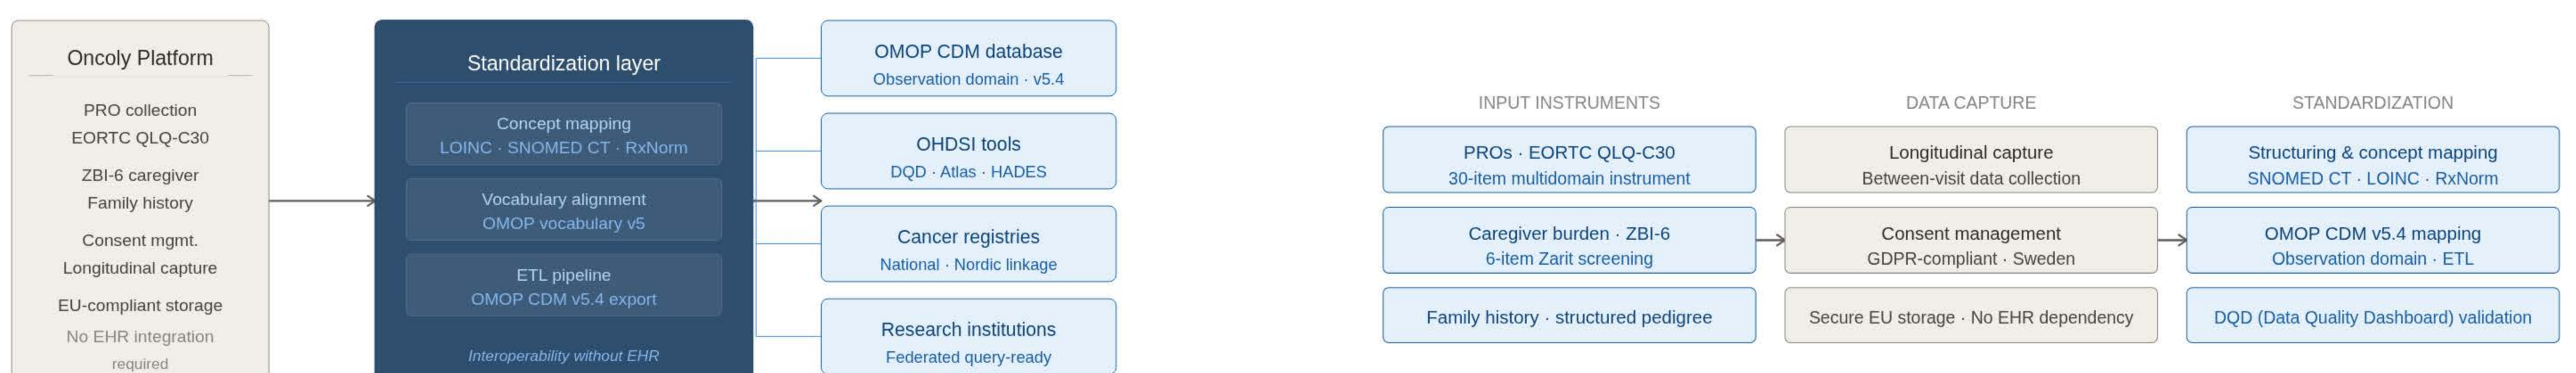 Oncoly Platform
PRO collection
EORTC QLQ-C30
ZBI-6 caregiver
Family history
Consent mgmt.
Longitudinal capture
EU-compliant storage
No EHR integration
required
Standardization layer
Concept mapping
LOINC · SNOMED CT · RxNorm
Vocabulary alignment
OMOP vocabulary v5
ETL pipeline
OMOP CDM v5.4 export
Interoperability without EHR
OMOP CDM database
Observation domain · v5.4
OHDSI tools
DQD · Atlas · HADES
Cancer registries
National · Nordic linkage
Research institutions
Federated query-ready
INPUT INSTRUMENTS
PROs · EORTC QLQ-C30
30-item multidomain instrument
Caregiver burden · ZBI-6
6-item Zarit screening
Family history · structured pedigree
DATA CAPTURE
Longitudinal capture
Between-visit data collection
Consent management
GDPR-compliant · Sweden
Secure EU storage · No EHR dependency
STANDARDIZATION
Structuring & concept mapping
SNOMED CT · LOINC · RxNorm
OMOP CDM v5.4 mapping
Observation domain · ETL
DQD (Data Quality Dashboard) validation